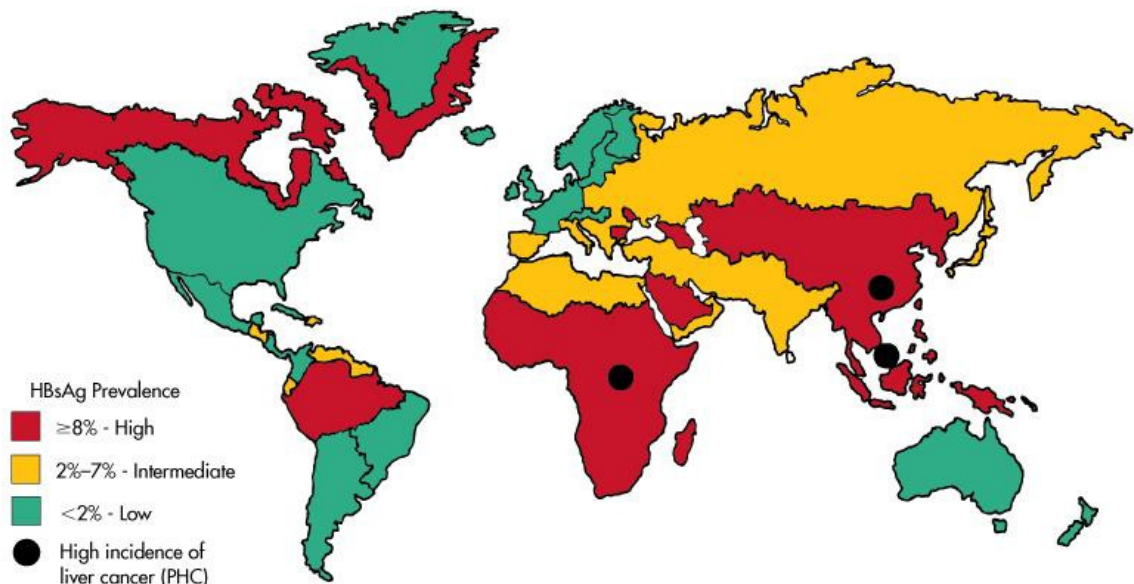 HBsAg Prevalence
≥8% - High
2%–7% - Intermediate
<2% - Low
High incidence of
liver cancer (PHC)